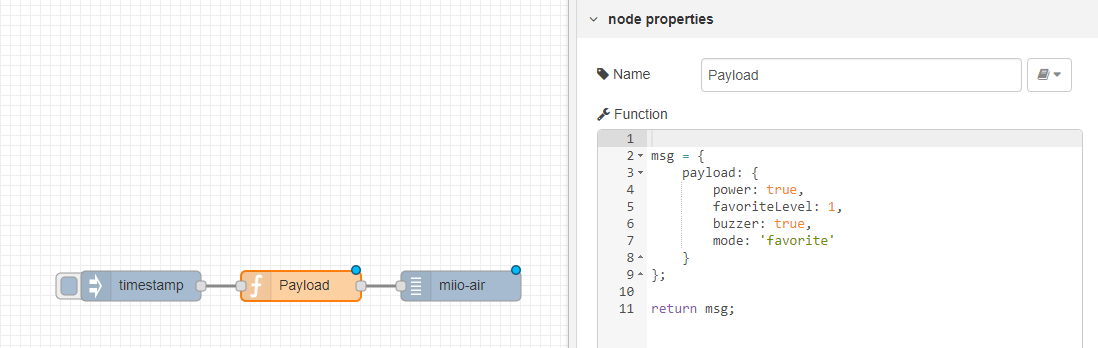 timestamp
Payload
miio-air
node properties
Name
Payload
Function
1
2 msg = {
3     payload: {
4         power: true,
5         favoriteLevel: 1,
6         buzzer: true,
7         mode: 'favorite'
8     }
9 };
10
11 return msg;